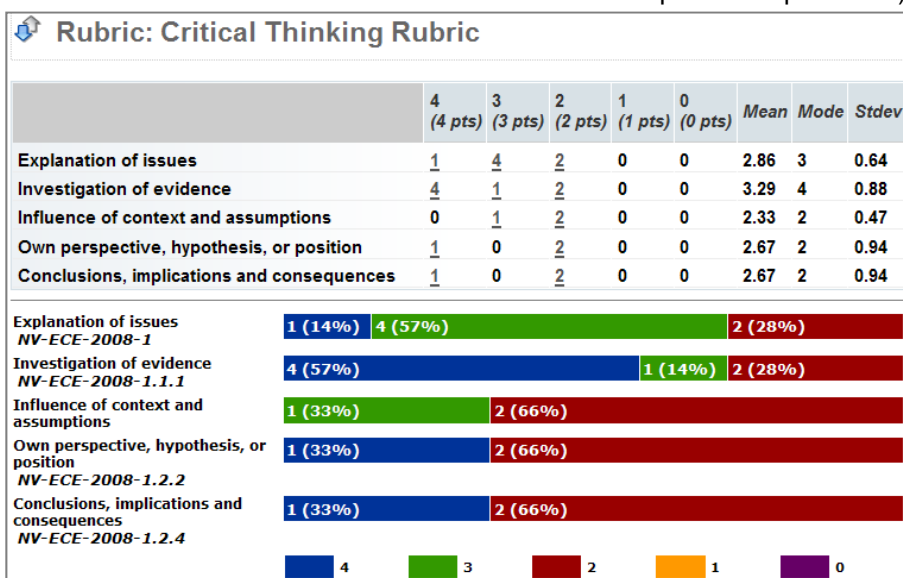 Rubric: Critical Thinking Rubric
4 3 2 1 0
(4 pts) (3 pts) (2 pts) (1 pts) (0 pts) Mean Mode Stdev
Explanation of issues 1 4 2 0 0 2.86 3 0.64
Investigation of evidence 4 1 2 0 0 3.29 4 0.88
Influence of context and assumptions 0 1 2 0 0 2.33 2 0.47
Own perspective, hypothesis, or position 1 0 2 0 0 2.67 2 0.94
Conclusions, implications and consequences 1 0 2 0 0 2.67 2 0.94
Explanation of issues 1 (14%) 4 (57%) 2 (28%)
NV-ECE-2008-1
Investigation of evidence 4 (57%) 1 (14%) 2 (28%)
NV-ECE-2008-1.1.1
Influence of context and
assumptions 1 (33%) 2 (66%)
Own perspective, hypothesis, or
position 1 (33%) 2 (66%)
NV-ECE-2008-1.2.2
Conclusions, implications and
consequences 1 (33%) 2 (66%)
NV-ECE-2008-1.2.4
4 3 2 1 0